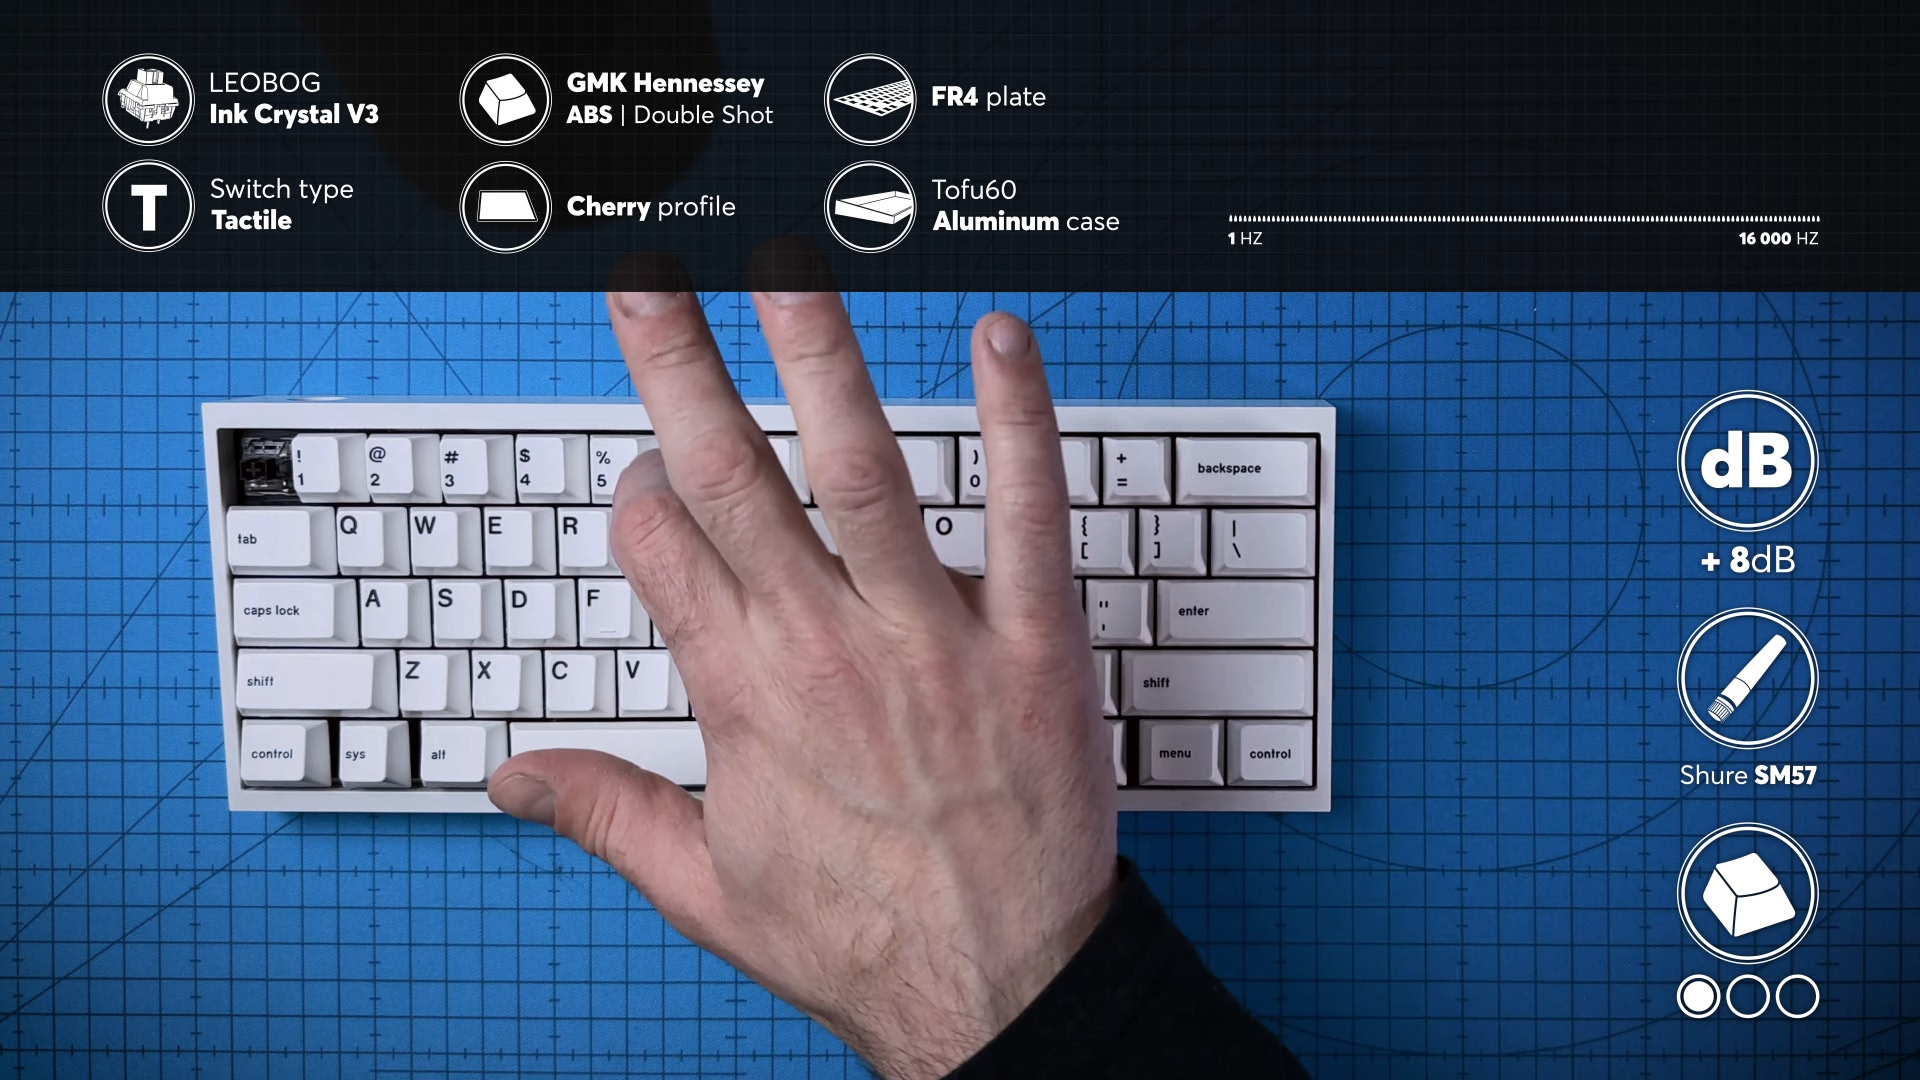 LEOBOG
Ink Crystal V3
GMK Hennessey
ABS | Double Shot
FR4 plate
T
Switch type
Tactile
Cherry profile
Tofu60
Aluminum case
1 HZ
16 000 HZ
! @ # $ % ) + backspace
1 2 3 4 5 0 =
tab Q W E R O { } |
[ ] \
caps lock A S D F " enter
'
shift Z X C V shift
control sys alt menu control
dB
+ 8dB
Shure SM57